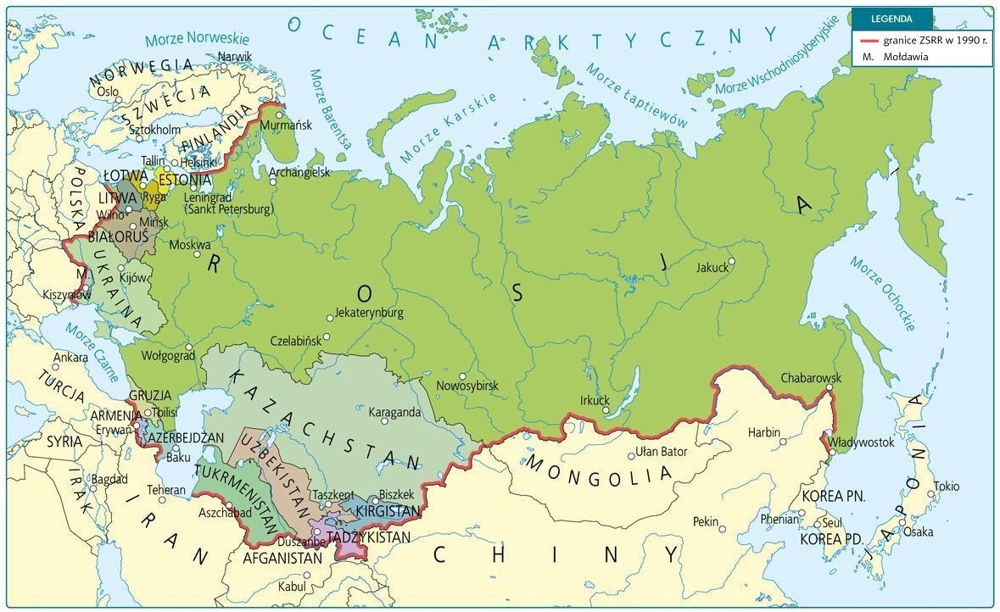 LEGENDA
granice ZSRR w 1990 r.
M. Mołdawia
OCEAN ARKTYCZNY
Morze Norweskie
Morze Barentsa
Morze Karskie
Morze Łaptiewów
Morze Wschodniosyberyjskie
NORWEGIA
Narwik
Oslo
SZWECJA
Sztokholm
FINLANDIA
Murmańsk
Tallin
Helsinki
Archangielsk
ŁOTWA
ESTONIA
POLSKA
LITWA
Ryga
Leningrad
(Sankt Petersburg)
Wilno
Mińsk
BIAŁORUŚ
Moskwa
UKRAINA
M.
Kijów
Kiszyniów
ROSJA
Jakuck
Morze Ochockie
Jekaterynburg
Czelabińsk
Morze Czarne
Wołgograd
Ankara
TURCJA
Nowosybirsk
Chabarowsk
KAZACHSTAN
GRUZJA
Tbilisi
Irkuck
Karaganda
ARMENIA
Erywan
AZERBEJDŻAN
SYRIA
Baku
UZBEKISTAN
Harbin
Władywostok
Ułan Bator
MONGOLIA
JAPONIA
TUKRMENISTAN
IRAK
Bagdad
Teheran
IRAN
Taszkent
Biszkek
KIRGISTAN
Aszchabad
KOREA PN.
Tokio
Pekin
Phenian
Seul
KOREA PD.
Osaka
Duszanbe
TADŻYKISTAN
AFGANISTAN
CHINY
Kabul